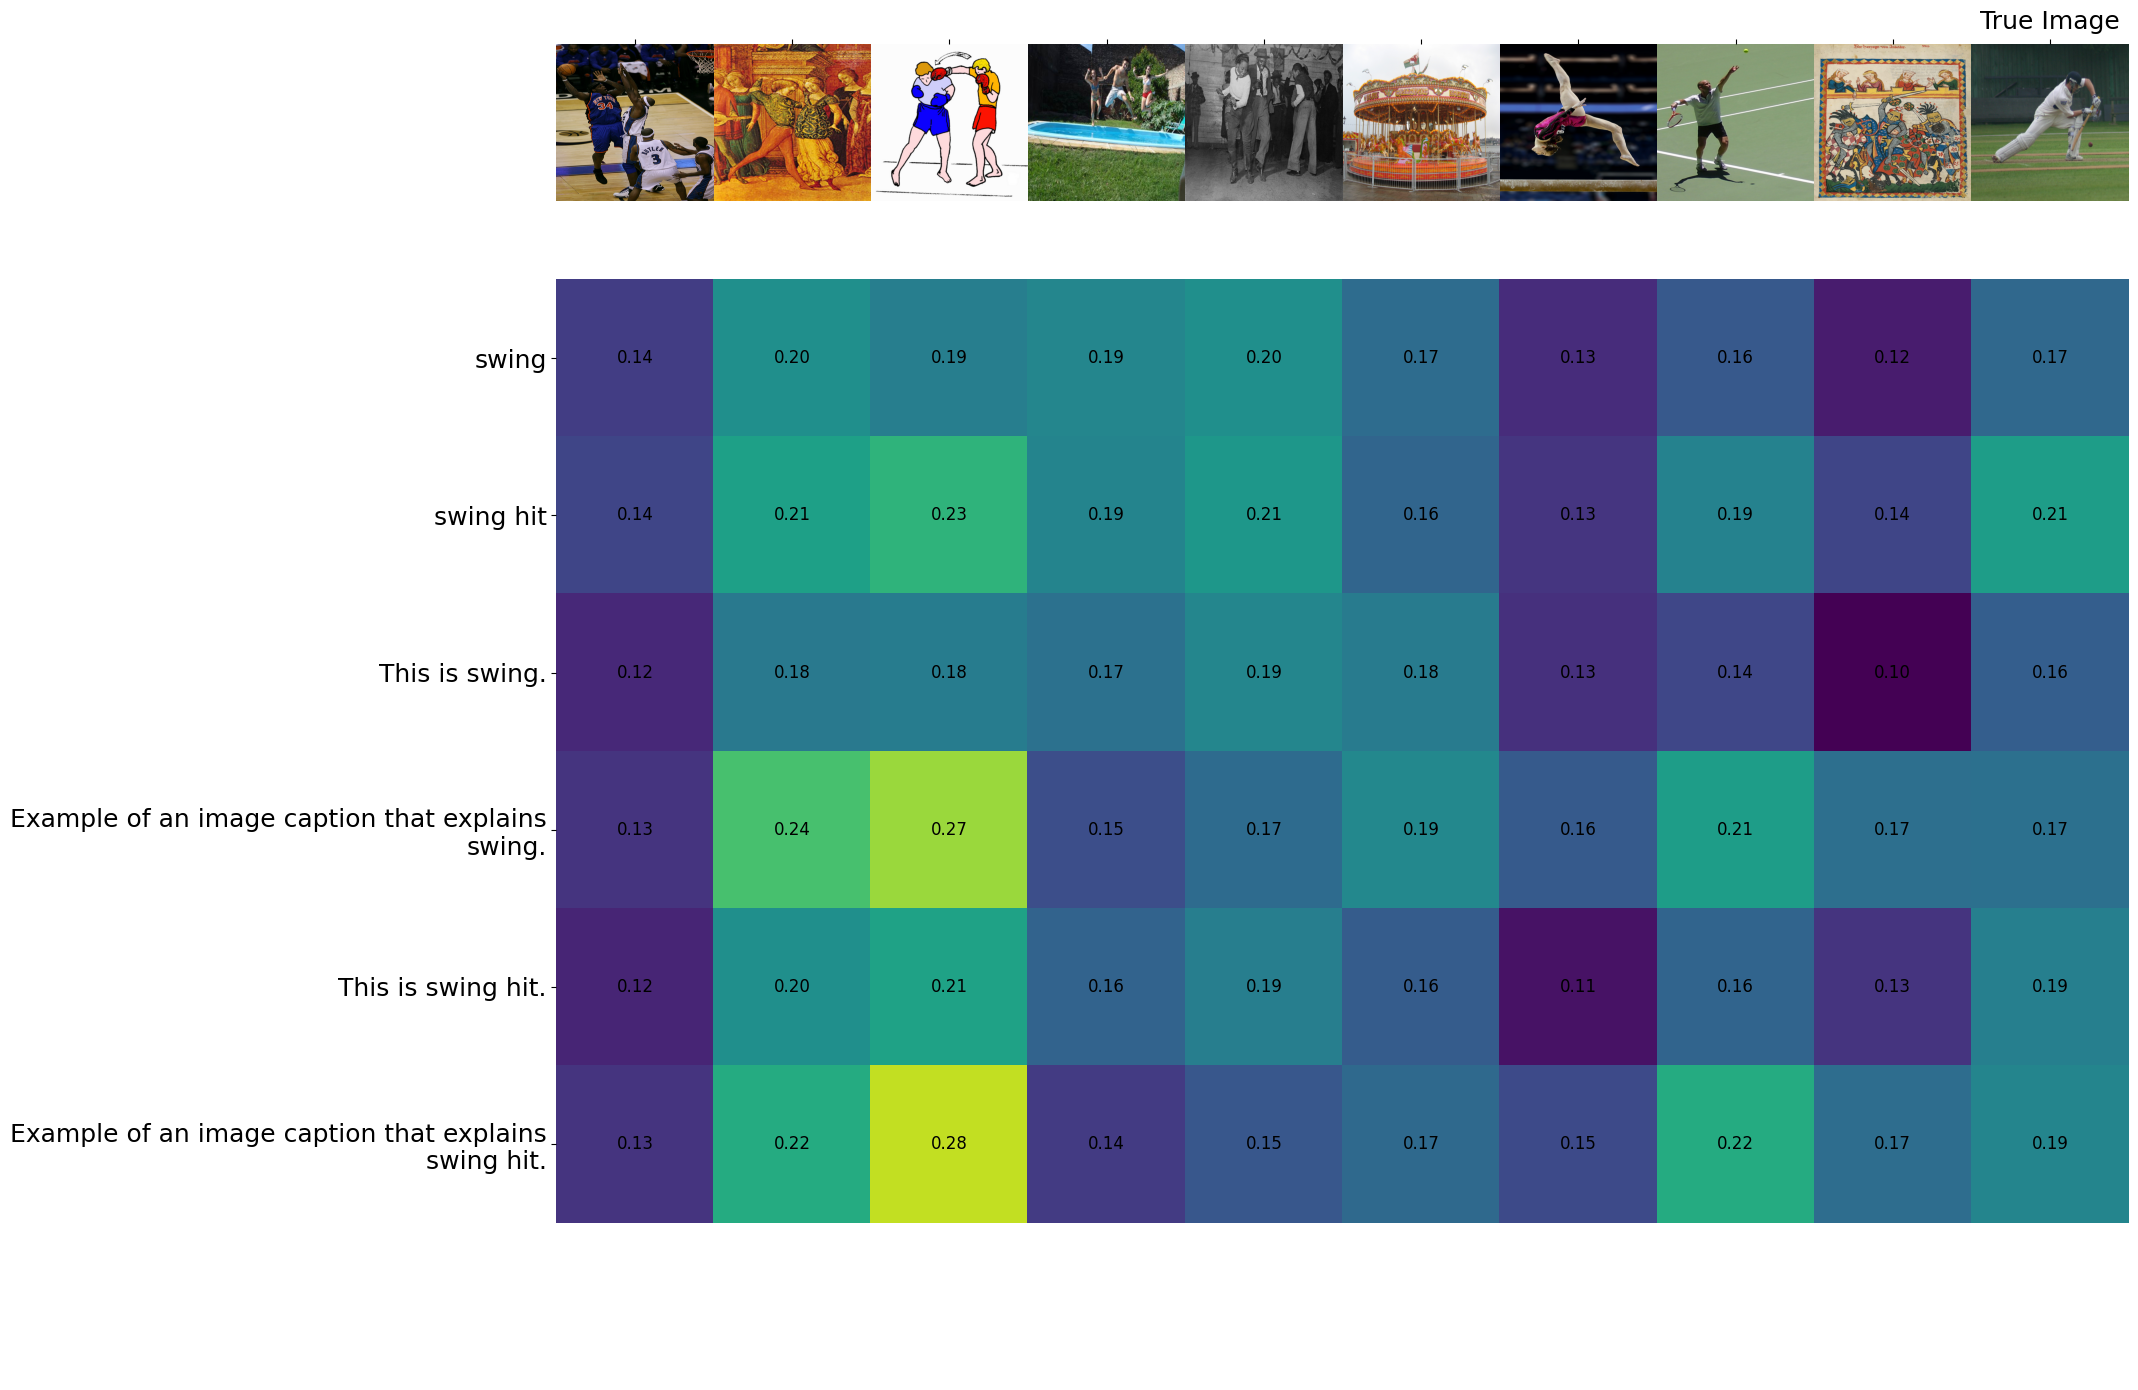 True Image
NEW YORK
34
BUTLER
3
swing
0.14 0.20 0.19 0.19 0.20 0.17 0.13 0.16 0.12 0.17
swing hit
0.14 0.21 0.23 0.19 0.21 0.16 0.13 0.19 0.14 0.21
This is swing.
0.12 0.18 0.18 0.17 0.19 0.18 0.13 0.14 0.10 0.16
Example of an image caption that explains
swing.
0.13 0.24 0.27 0.15 0.17 0.19 0.16 0.21 0.17 0.17
This is swing hit.
0.12 0.20 0.21 0.16 0.19 0.16 0.11 0.16 0.13 0.19
Example of an image caption that explains
swing hit.
0.13 0.22 0.28 0.14 0.15 0.17 0.15 0.22 0.17 0.19